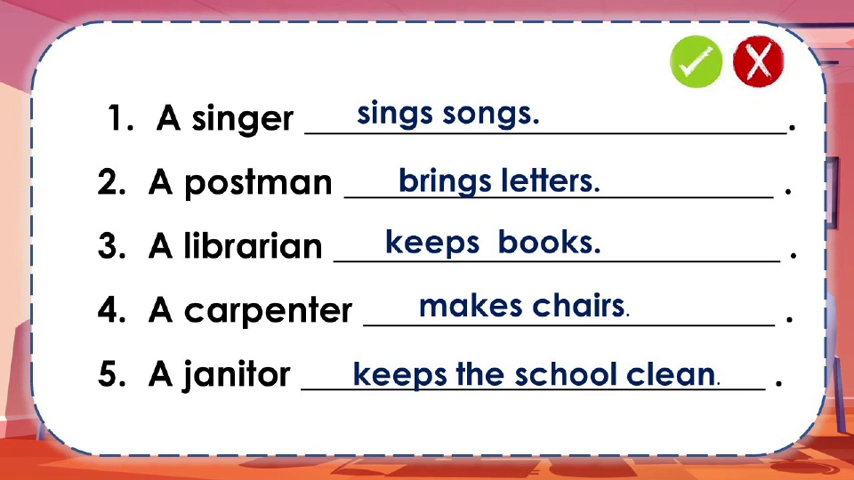 1. A singer sings songs. .
2. A postman brings letters. .
3. A librarian keeps books. .
4. A carpenter makes chairs. .
5. A janitor keeps the school clean. .